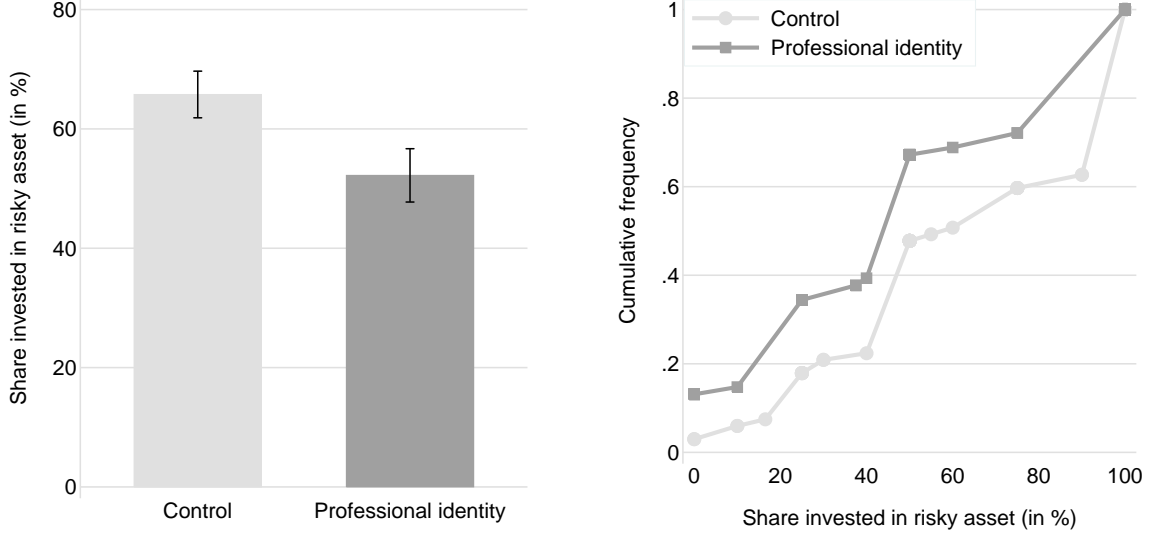 Share invested in risky asset (in %)
80
60
40
20
0
Control
Professional identity
Control
Professional identity
Cumulative frequency
1
.8
.6
.4
.2
0
0
20
40
60
80
100
Share invested in risky asset (in %)